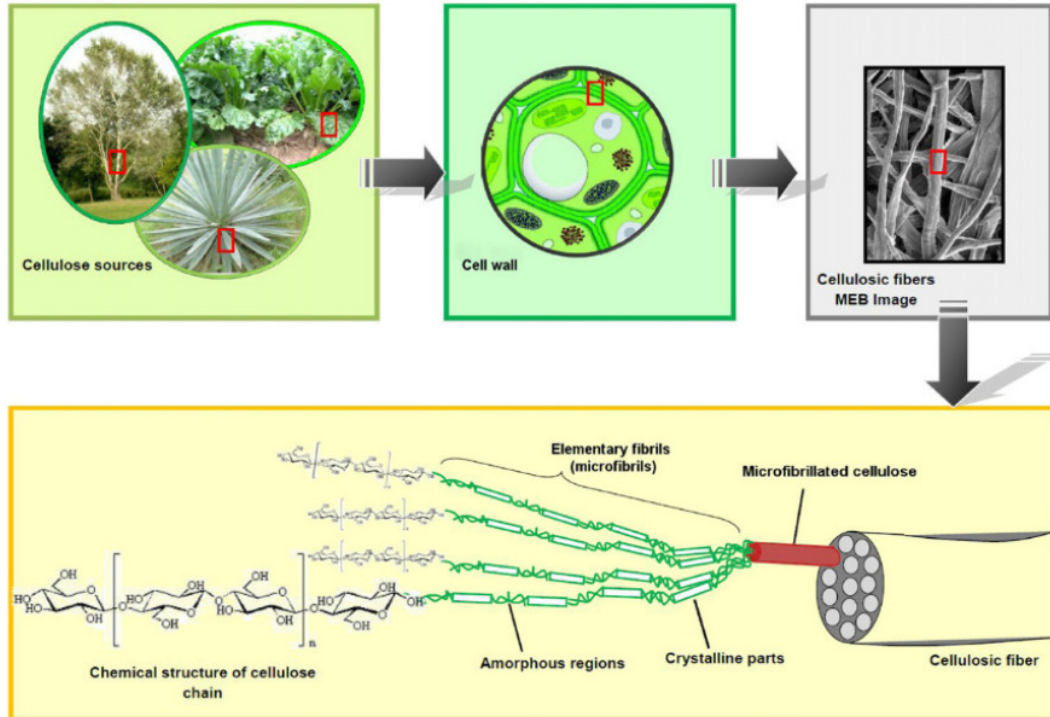 Cellulose sources
Cell wall
Cellulosic fibers
MEB Image
Elementary fibrils
(microfibrils)
Microfibrillated cellulose
OH
OH
OH
OH
HO
HO
OH
O
O
HO
OH
O
OH
O
HO
OH
O
O
HO
OH
O
OH
n
Amorphous regions
Crystalline parts
Cellulosic fiber
Chemical structure of cellulose
chain